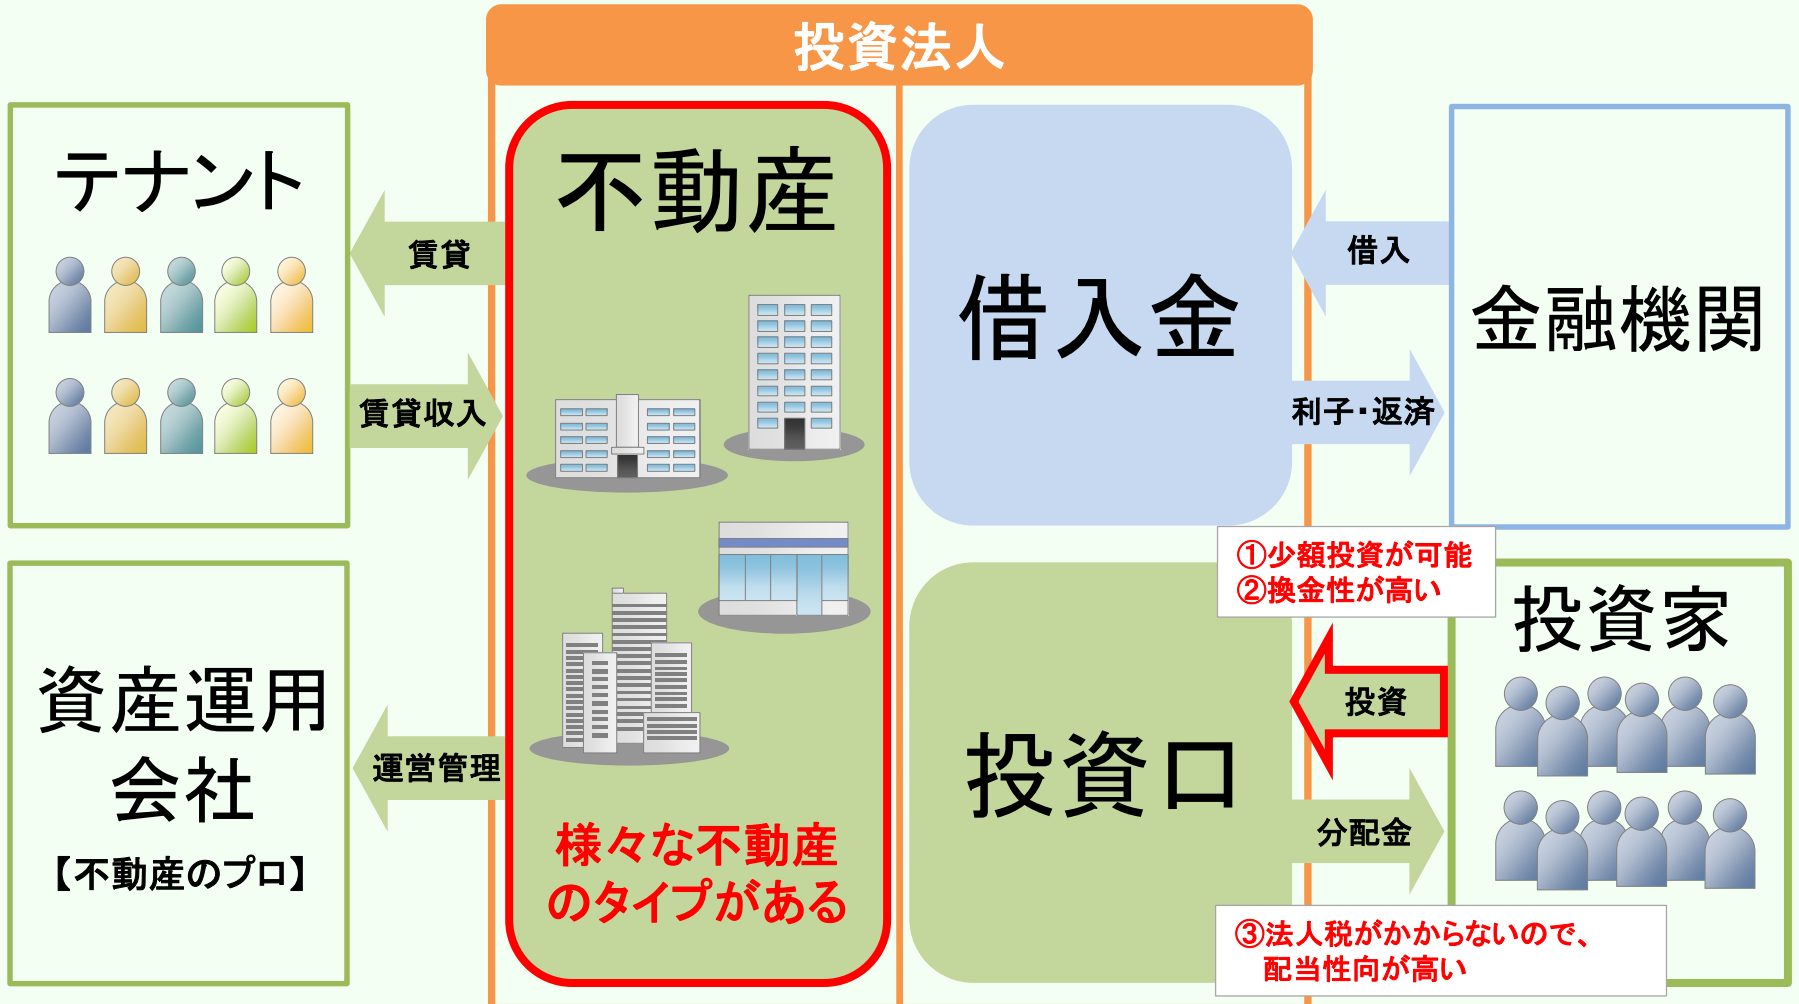 投資法人
テナント
賃貸
賃貸収入
不動産
様々な不動産
のタイプがある
資産運用
会社
【不動産のプロ】
運営管理
借入金
借入
利子・返済
金融機関
①少額投資が可能
②換金性が高い
投資口
投資
分配金
投資家
③法人税がかからないので、
配当性向が高い